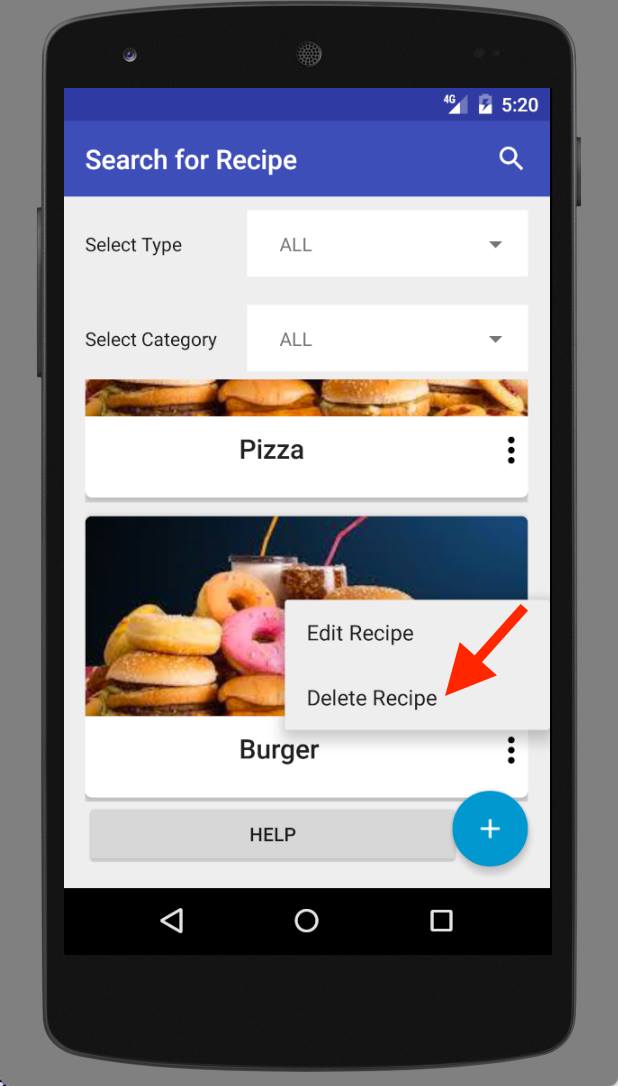 4G 5:20
Search for Recipe
Select Type ALL
Select Category ALL
Pizza
Edit Recipe
Delete Recipe
Burger
HELP